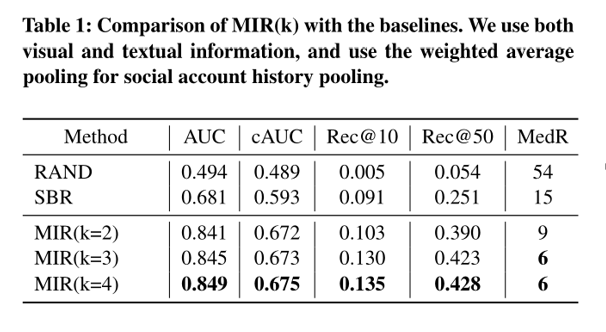 Table 1: Comparison of MIR(k) with the baselines. We use both
visual and textual information, and use the weighted average
pooling for social account history pooling.
Method AUC cAUC Rec@10 Rec@50 MedR
RAND 0.494 0.489 0.005 0.054 54
SBR 0.681 0.593 0.091 0.251 15
MIR(k=2) 0.841 0.672 0.103 0.390 9
MIR(k=3) 0.845 0.673 0.130 0.423 6
MIR(k=4) 0.849 0.675 0.135 0.428 6